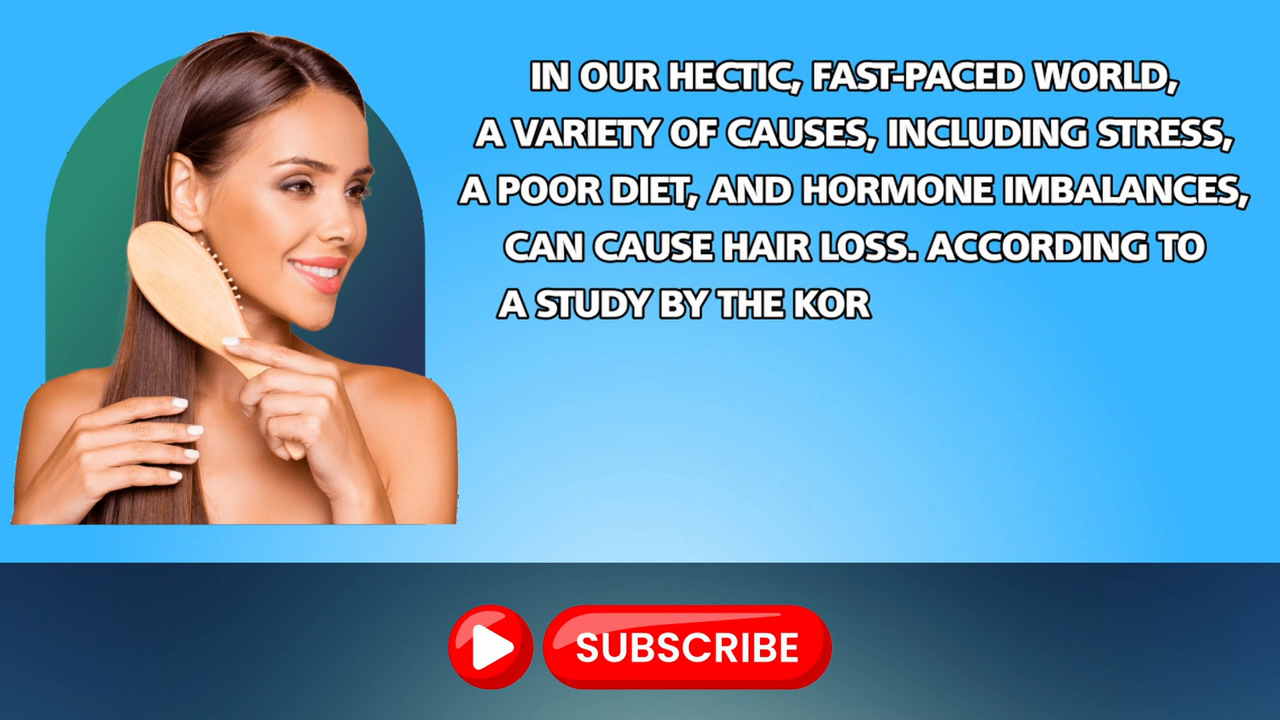 IN OUR HECTIC, FAST-PACED WORLD,
A VARIETY OF CAUSES, INCLUDING STRESS,
A POOR DIET, AND HORMONE IMBALANCES,
CAN CAUSE HAIR LOSS. ACCORDING TO
A STUDY BY THE KOR
SUBSCRIBE